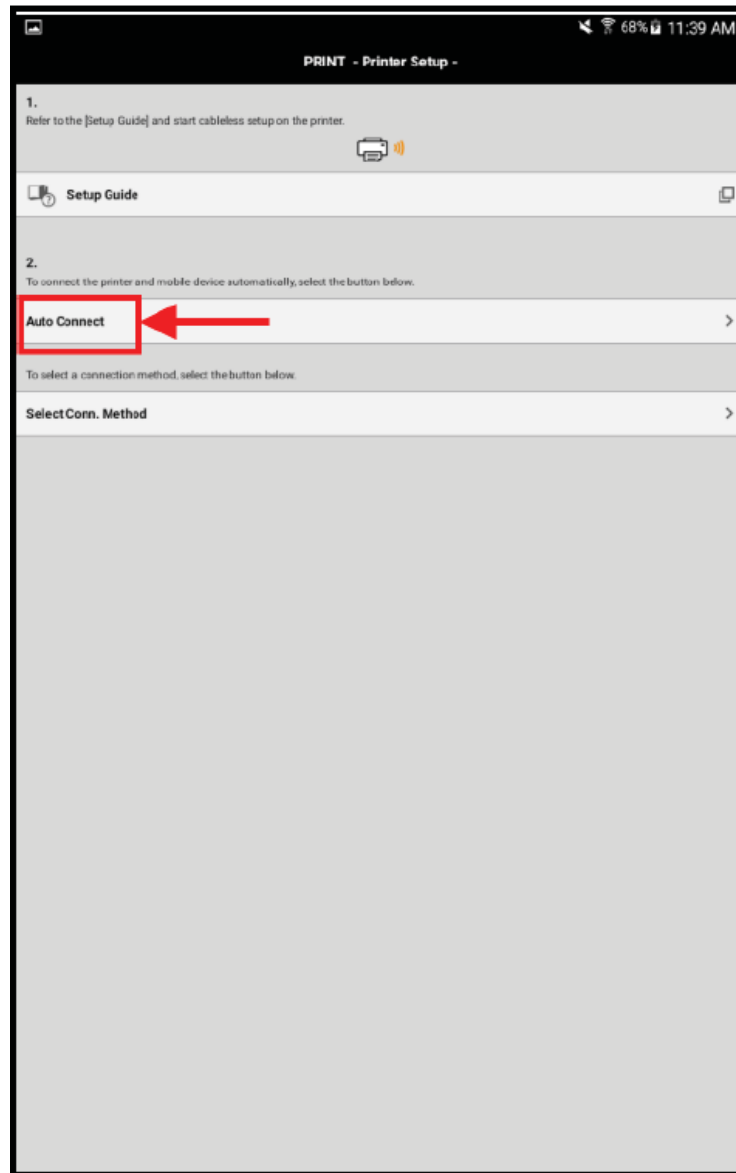 68% 11:39 AM
PRINT - Printer Setup -
1.
Refer to the [Setup Guide] and start cableless setup on the printer.
Setup Guide
2.
To connect the printer and mobile device automatically, select the button below.
Auto Connect
To select a connection method, select the button below.
Select Conn. Method